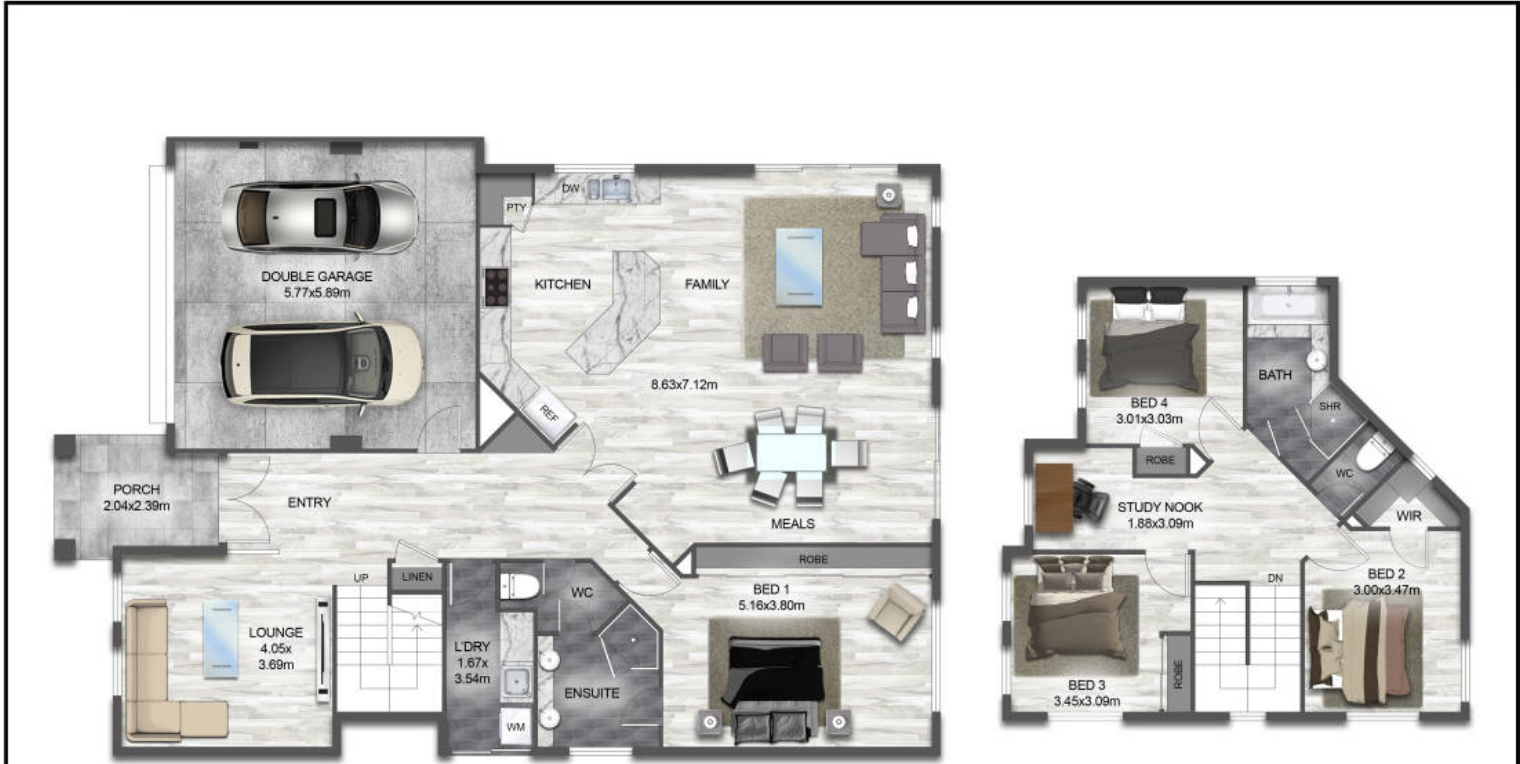 DOUBLE GARAGE
5.77x5.89m
PTY
DW
KITCHEN
FAMILY
REF
8.63x7.12m
MEALS
PORCH
2.04x2.39m
ENTRY
LOUNGE
4.05x
3.69m
UP
LINEN
L'DRY
1.67x
3.54m
WM
WC
ENSUITE
ROBE
BED 1
5.16x3.80m
BED 4
3.01x3.03m
ROBE
BATH
SHR
WC
WIR
STUDY NOOK
1.88x3.09m
BED 3
3.45x3.09m
ROBE
DN
BED 2
3.00x3.47m